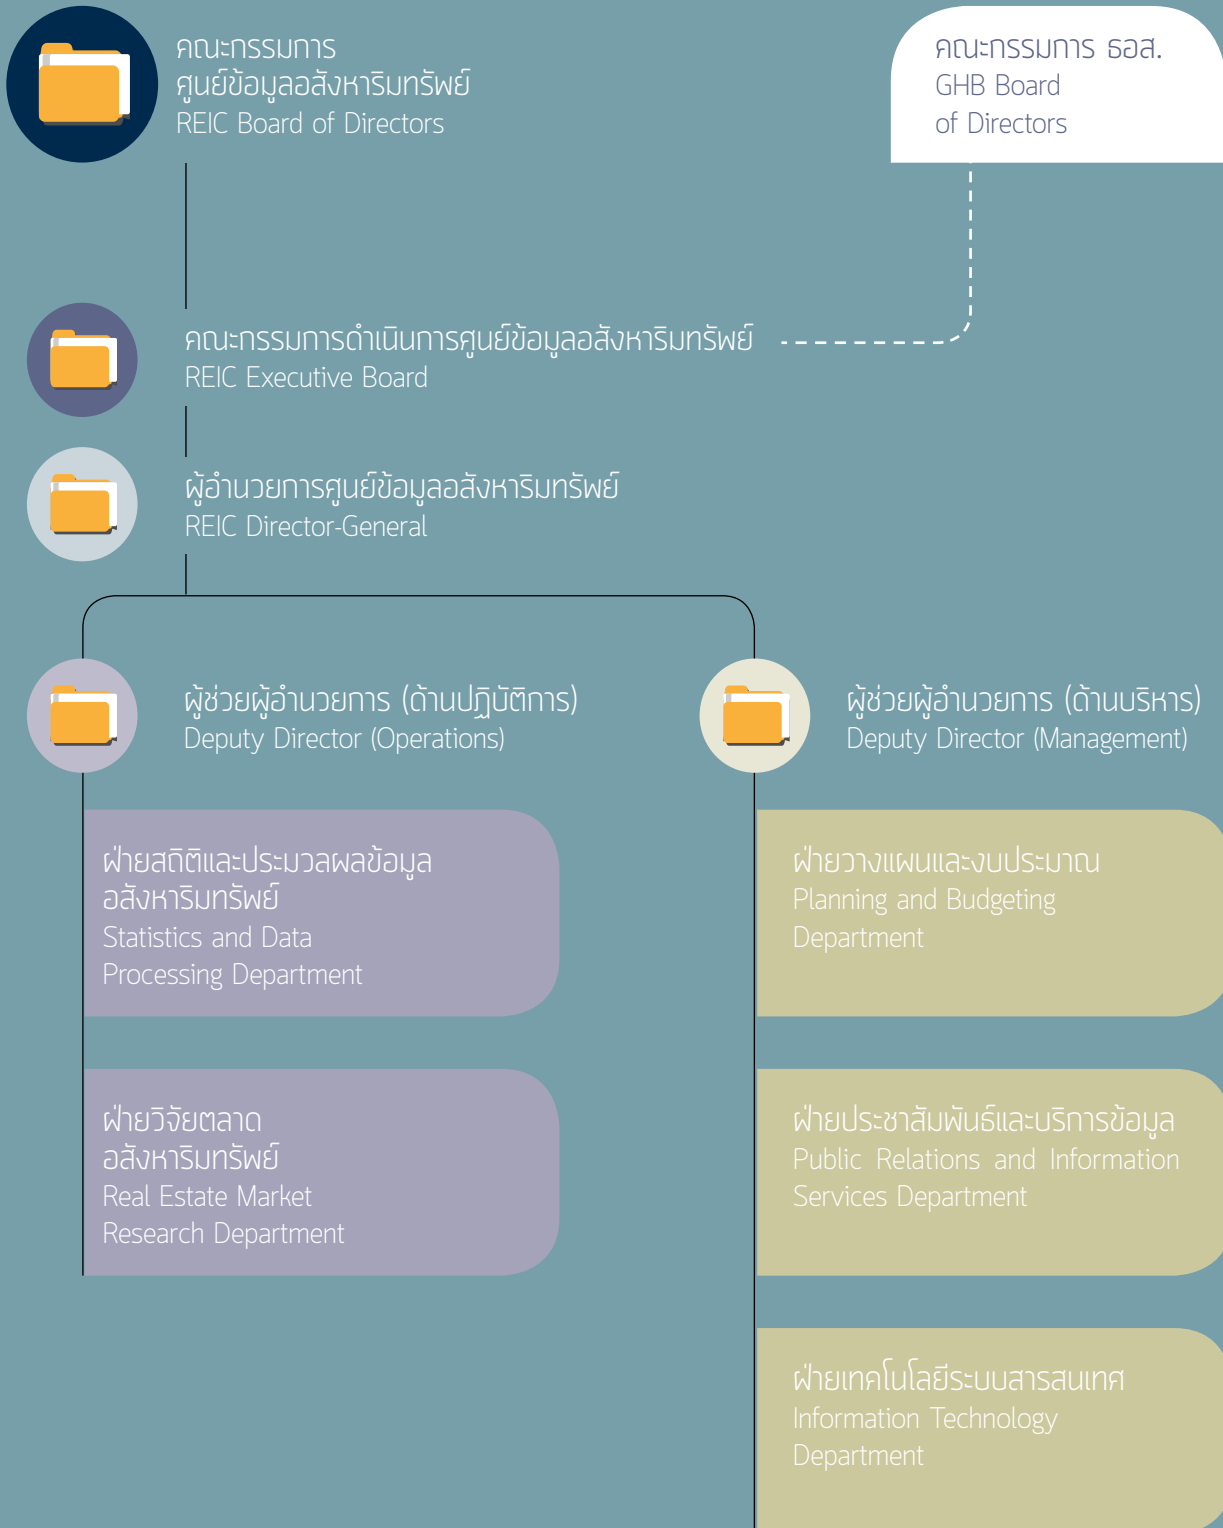 คณะกรรมการ
ศูนย์ข้อมูลอสังหาริมทรัพย์
REIC Board of Directors
คณะกรรมการ ธอส.
GHB Board
of Directors
คณะกรรมการดำเนินการศูนย์ข้อมูลอสังหาริมทรัพย์
REIC Executive Board
ผู้อำนวยการศูนย์ข้อมูลอสังหาริมทรัพย์
REIC Director-General
ผู้ช่วยผู้อำนวยการ (ด้านปฏิบัติการ)
Deputy Director (Operations)
ผู้ช่วยผู้อำนวยการ (ด้านบริหาร)
Deputy Director (Management)
ฝ่ายสถิติและประมวลผลข้อมูล
อสังหาริมทรัพย์
Statistics and Data
Processing Department
ฝ่ายวิจัยตลาด
อสังหาริมทรัพย์
Real Estate Market
Research Department
ฝ่ายวางแผนและงบประมาณ
Planning and Budgeting
Department
ฝ่ายประชาสัมพันธ์และบริการข้อมูล
Public Relations and Information
Services Department
ฝ่ายเทคโนโลยีระบบสารสนเทศ
Information Technology
Department